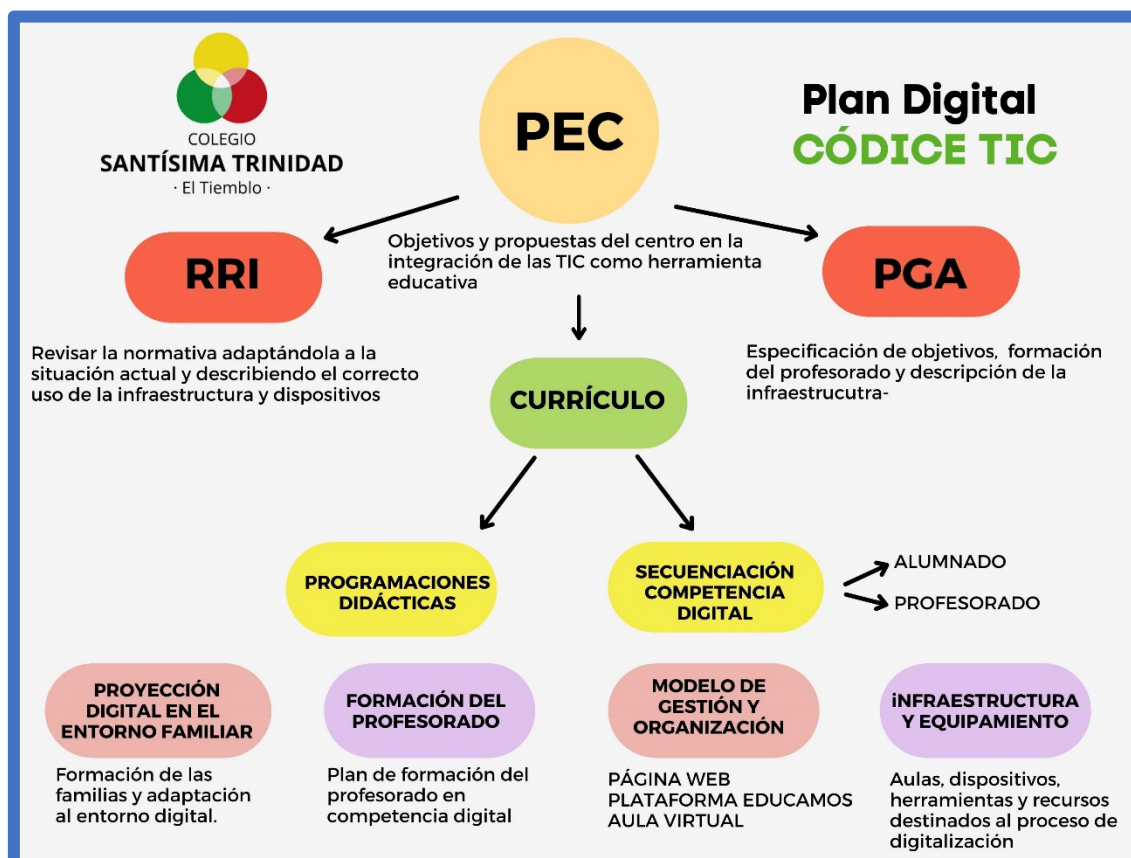 COLEGIO
SANTÍSIMA TRINIDAD
· El Tiemblo ·
PEC
Plan Digital
CÓDICE TIC
Objetivos y propuestas del centro en la
integración de las TIC como herramienta
educativa
RRI
Revisar la normativa adaptándola a la
situación actual y describiendo el correcto
uso de la infraestructura y dispositivos
PGA
Especificación de objetivos, formación
del profesorado y descripción de la
infraestrucutra-
CURRÍCULO
PROGRAMACIONES
DIDÁCTICAS
SECUENCIACIÓN
COMPETENCIA
DIGITAL
ALUMNADO
PROFESORADO
PROYECCIÓN
DIGITAL EN EL
ENTORNO FAMILIAR
Formación de las
familias y adaptación
al entorno digital.
FORMACIÓN DEL
PROFESORADO
Plan de formación del
profesorado en
competencia digital
MODELO DE
GESTIÓN Y
ORGANIZACIÓN
PÁGINA WEB
PLATAFORMA EDUCAMOS
AULA VIRTUAL
iNFRAESTRUCTURA
Y EQUIPAMIENTO
Aulas, dispositivos,
herramientas y recursos
destinados al proceso de
digitalización